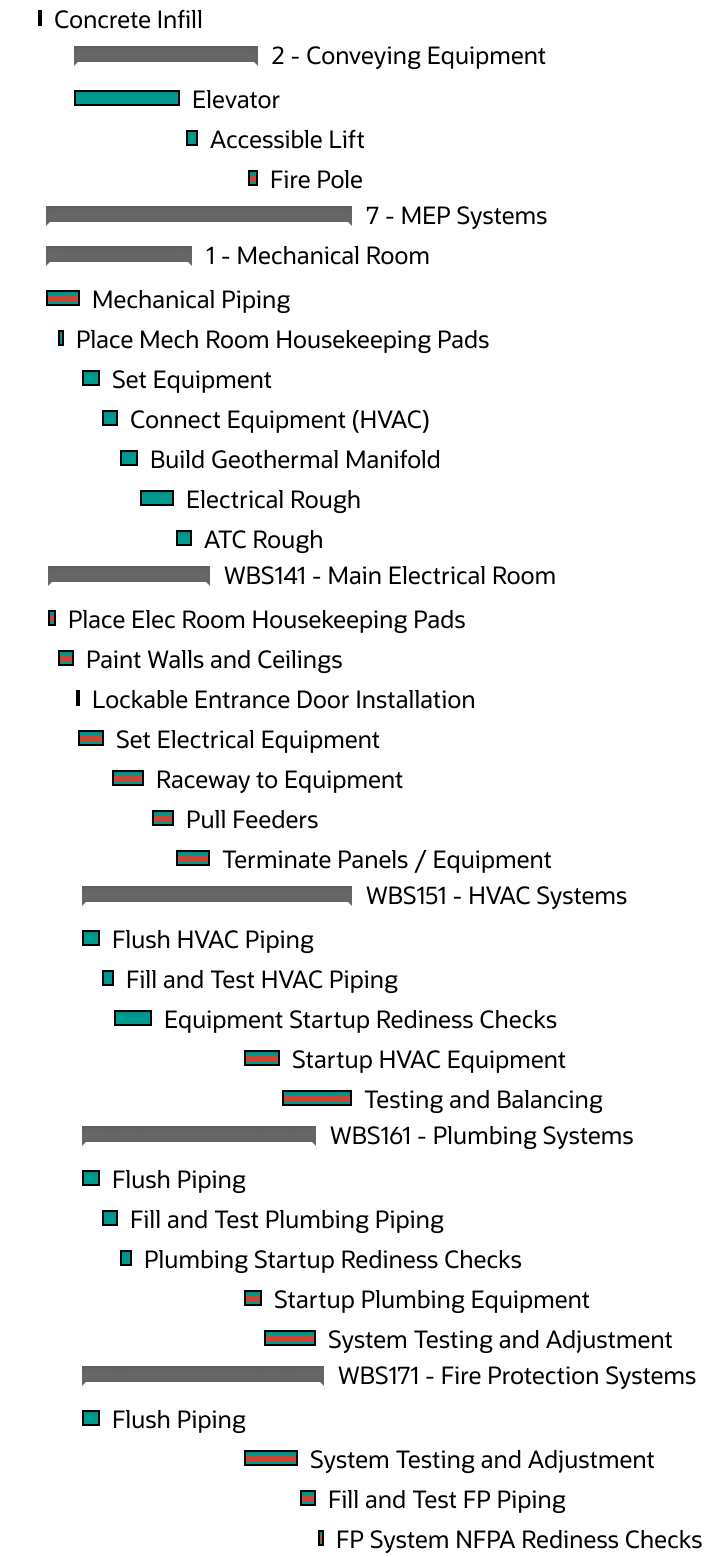 Concrete Infill
2 - Conveying Equipment
Elevator
Accessible Lift
Fire Pole
7 - MEP Systems
1 - Mechanical Room
Mechanical Piping
Place Mech Room Housekeeping Pads
Set Equipment
Connect Equipment (HVAC)
Build Geothermal Manifold
Electrical Rough
ATC Rough
WBS141 - Main Electrical Room
Place Elec Room Housekeeping Pads
Paint Walls and Ceilings
Lockable Entrance Door Installation
Set Electrical Equipment
Raceway to Equipment
Pull Feeders
Terminate Panels / Equipment
WBS151 - HVAC Systems
Flush HVAC Piping
Fill and Test HVAC Piping
Equipment Startup Rediness Checks
Startup HVAC Equipment
Testing and Balancing
WBS161 - Plumbing Systems
Flush Piping
Fill and Test Plumbing Piping
Plumbing Startup Rediness Checks
Startup Plumbing Equipment
System Testing and Adjustment
WBS171 - Fire Protection Systems
Flush Piping
System Testing and Adjustment
Fill and Test FP Piping
FP System NFPA Rediness Checks